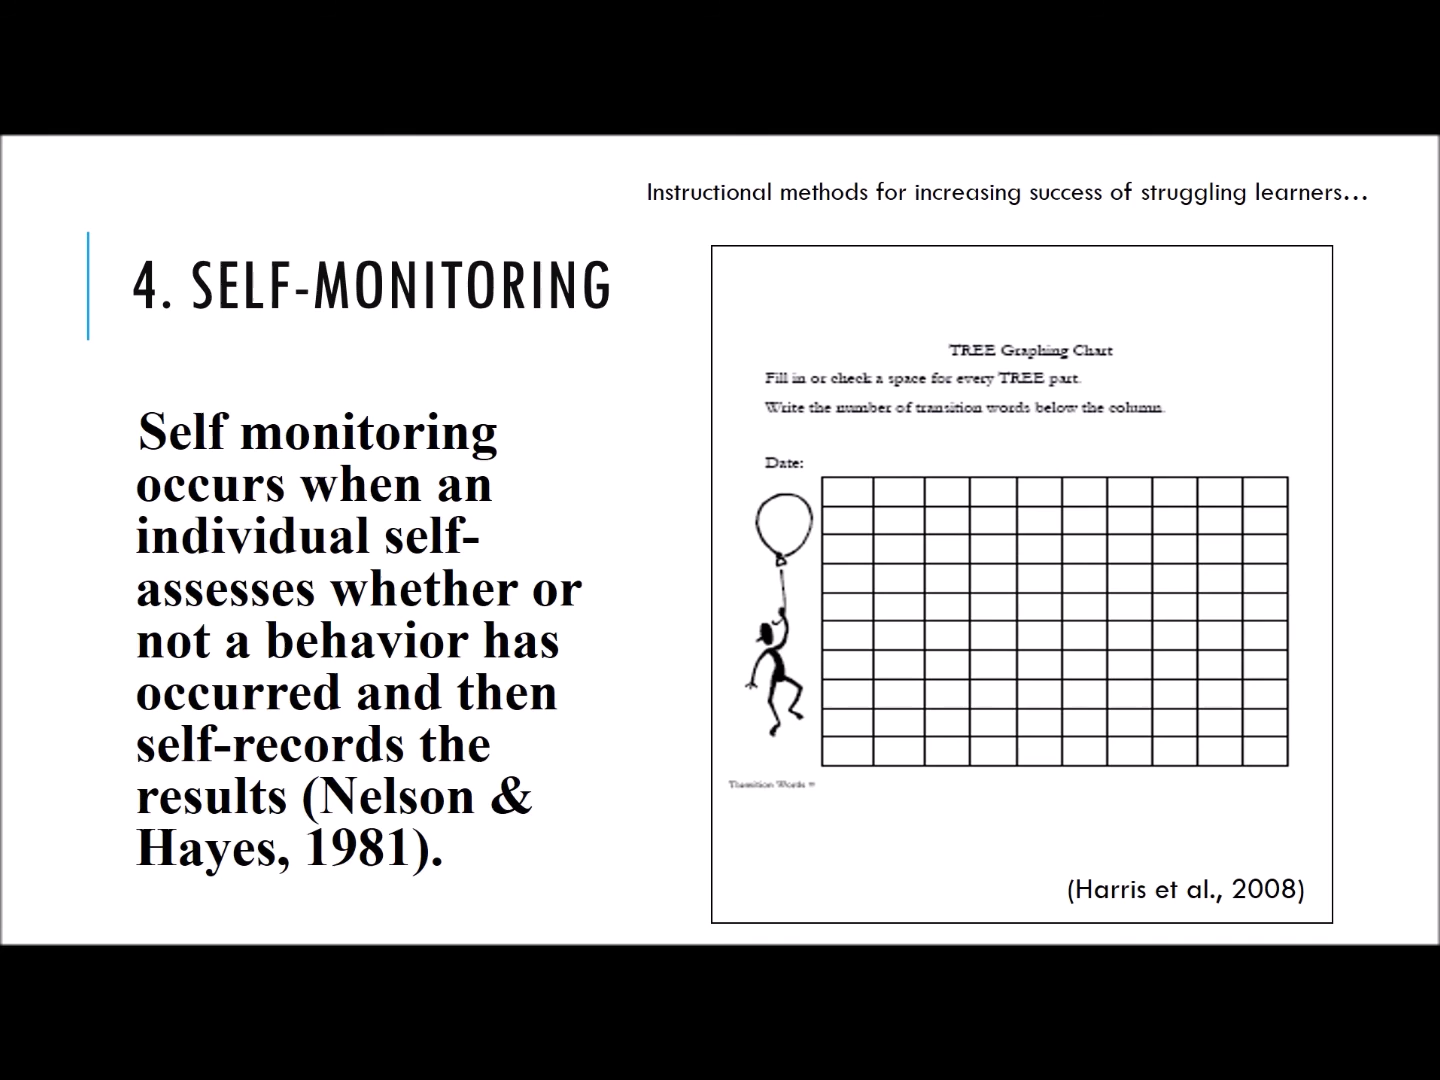 Instructional methods for increasing success of struggling learners…
4. SELF-MONITORING
Self monitoring
occurs when an
individual self-
assesses whether or
not a behavior has
occurred and then
self-records the
results (Nelson &
Hayes, 1981).
TREE Graphing Chart
Fill in or check a space for every TREE part.
Write the number of transition words below the column.
Date:
Transition Words =
(Harris et al., 2008)